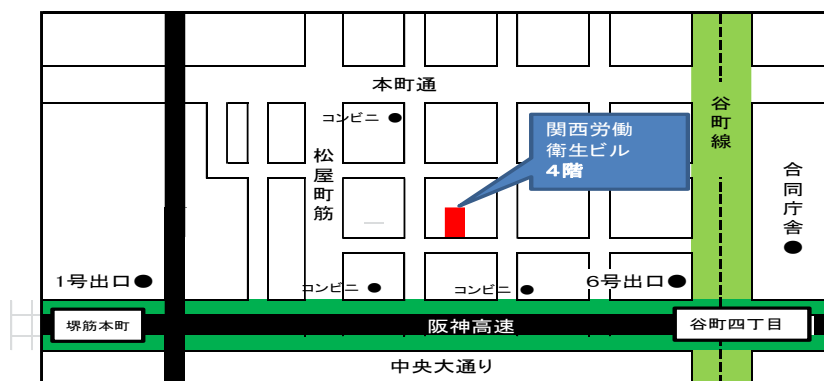 本町通
コンビニ
関西労働
衛生ビル
4階
谷町線
松屋町筋
合同庁舎
1号出口
コンビニ
コンビニ
6号出口
堺筋本町
阪神高速
谷町四丁目
中央大通り